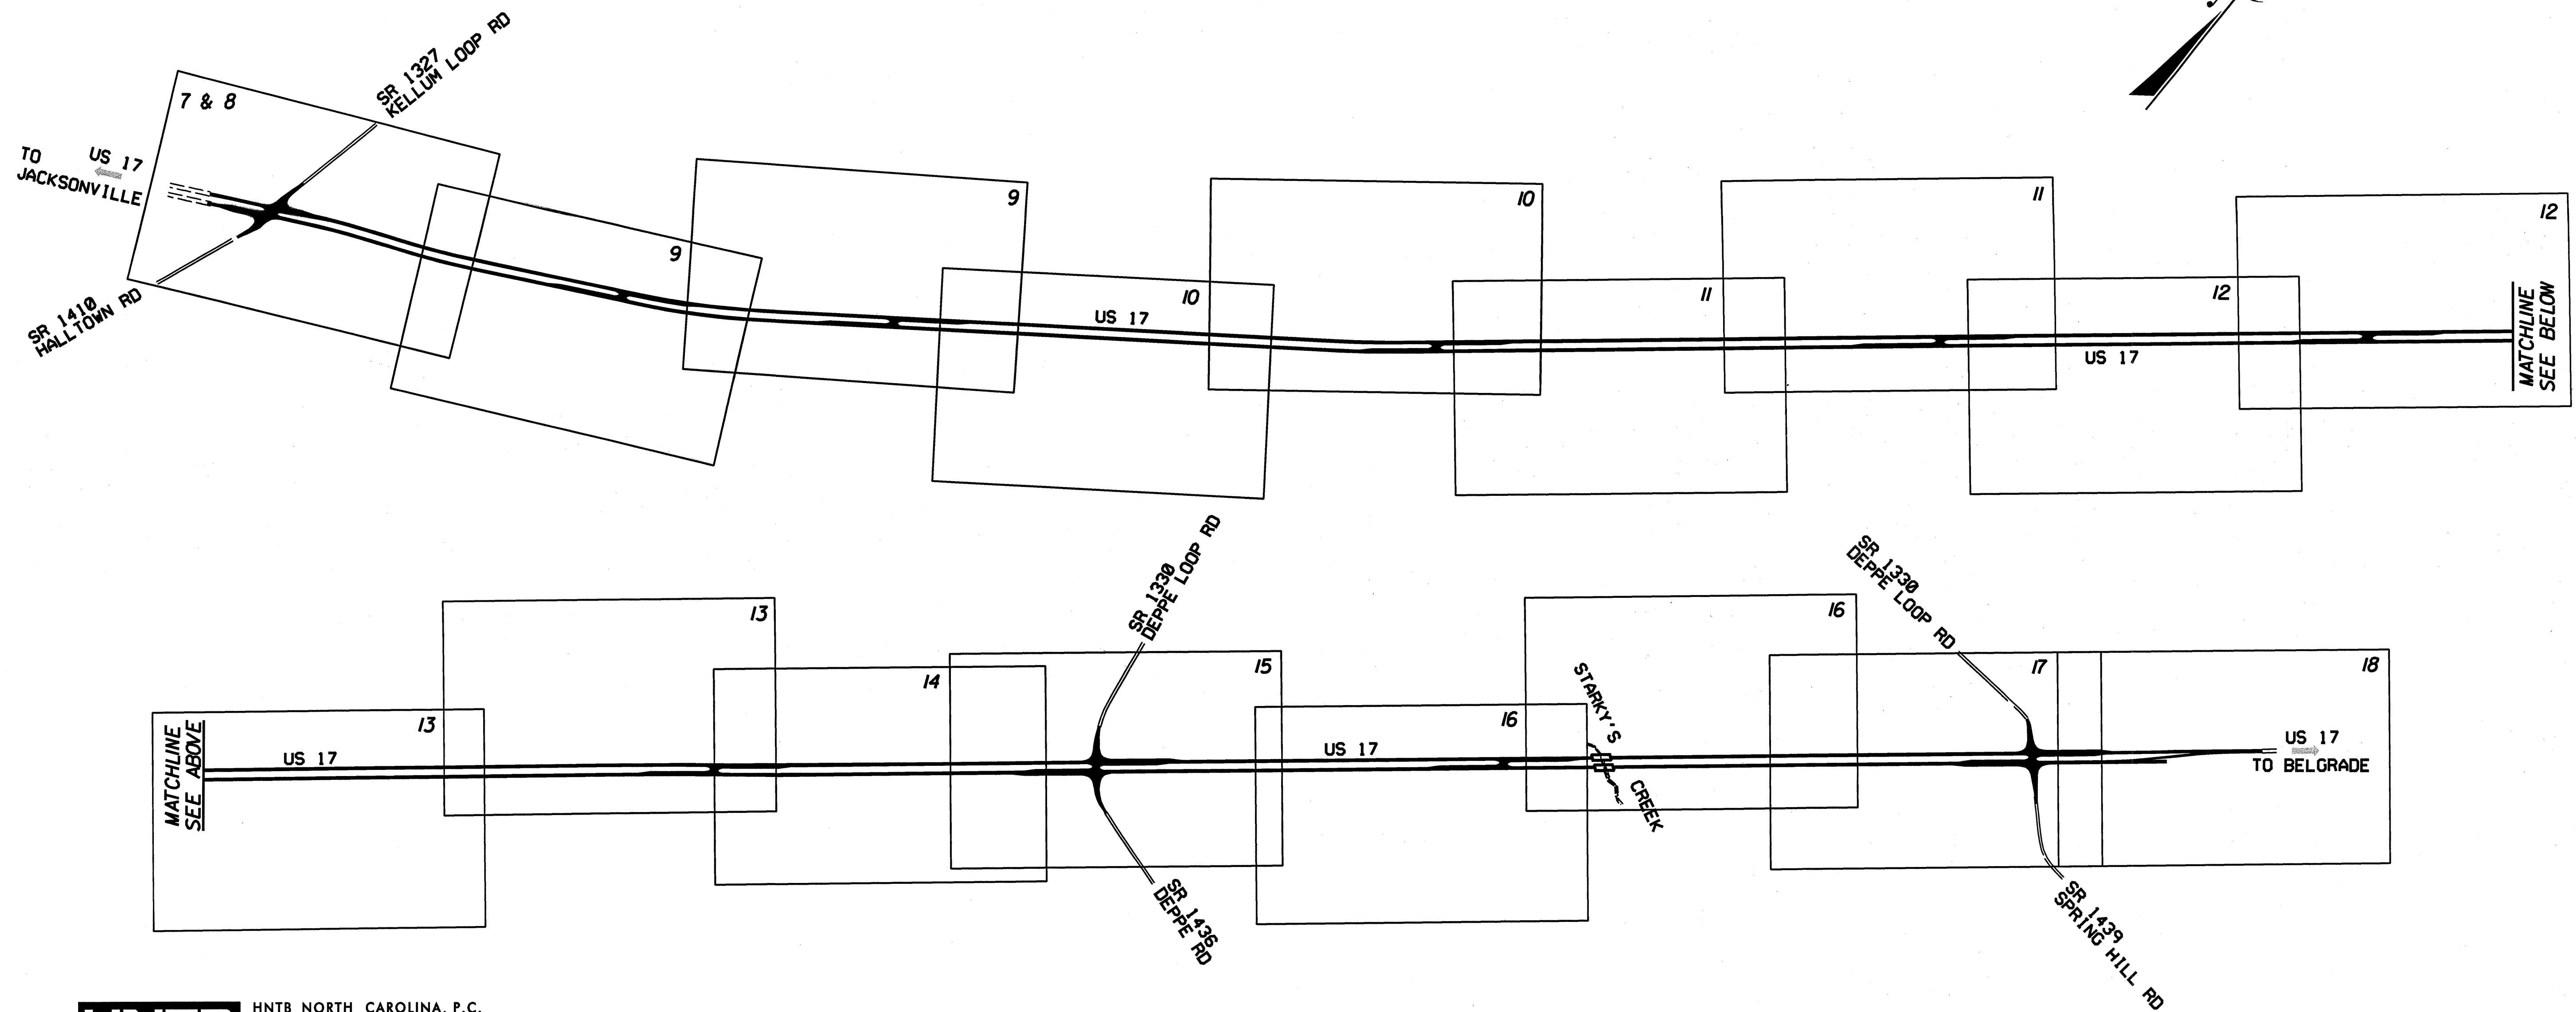 SR 1327
KELLUM LOOP RD
7 & 8
TO
JACKSONVILLE
US 17
SR 1410
HALLTOWN RD
9
9
10
US 17
10
11
11
12
US 17
12
MATCHLINE
SEE BELOW
MATCHLINE
SEE ABOVE
US 17
13
13
14
SR 1330
DEPPE LOOP RD
15
SR 1436
DEPPE RD
US 17
16
16
STARKY'S
CREEK
SR 1330
DEPPE LOOP RD
17
18
US 17
TO BELGRADE
SR 1439
SPRING HILL RD
HNTB NORTH CAROLINA, P.C.